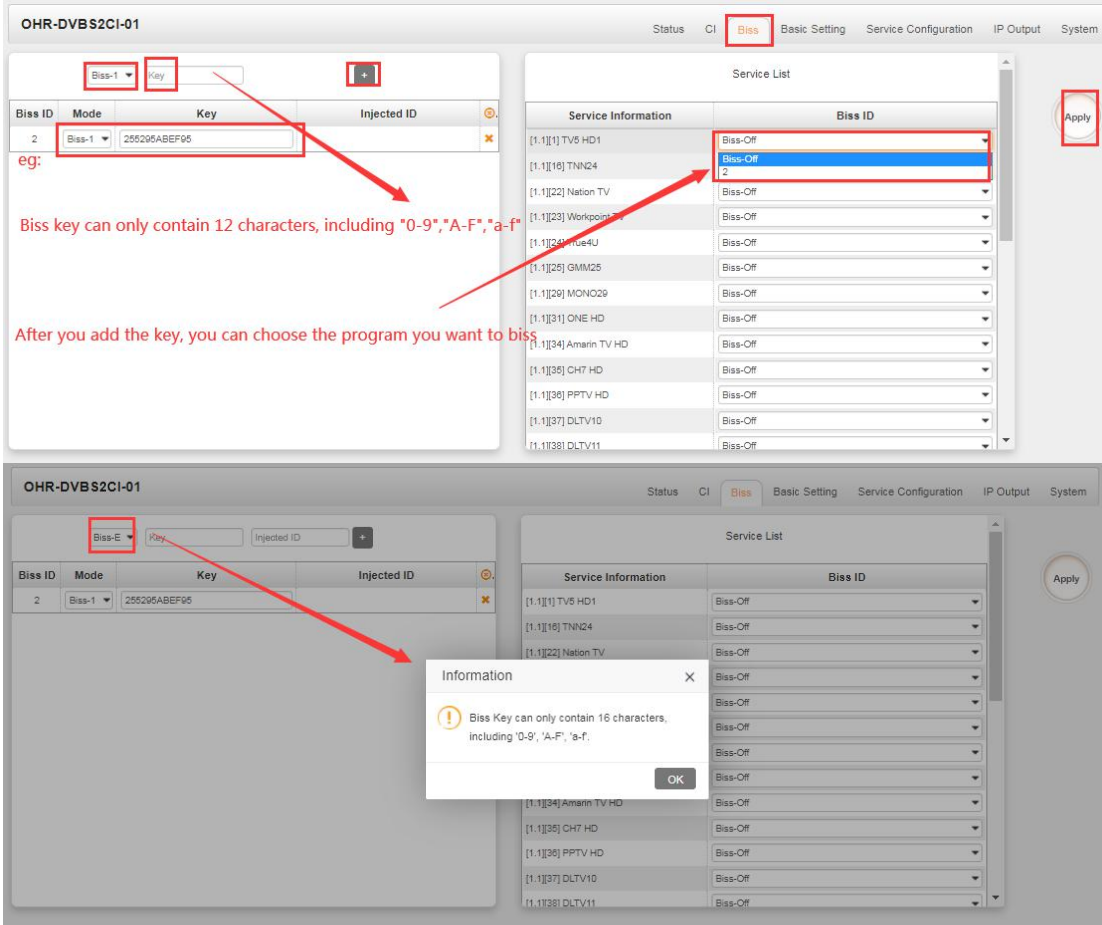 OHR-DVBS2CI-01
Status CI Biss Basic Setting Service Configuration IP Output System
Biss-1 Key +
Biss ID Mode Key Injected ID
2 Biss-1 255295ABEF95
eg:
Biss key can only contain 12 characters, including "0-9","A-F","a-f"
After you add the key, you can choose the program you want to biss
Service List
Service Information Biss ID
[1.1][1] TV5 HD1 Biss-Off
Biss-Off
2
[1.1][16] TNN24
[1.1][22] Nation TV Biss-Off
[1.1][23] Workpoint TV Biss-Off
[1.1][24] True4U Biss-Off
[1.1][25] GMM25 Biss-Off
[1.1][29] MONO29 Biss-Off
[1.1][31] ONE HD Biss-Off
[1.1][34] Amarin TV HD Biss-Off
[1.1][35] CH7 HD Biss-Off
[1.1][36] PPTV HD Biss-Off
[1.1][37] DLTV10 Biss-Off
[1.1][38] DLTV11 Biss-Off
Apply
OHR-DVBS2CI-01
Status CI Biss Basic Setting Service Configuration IP Output System
Biss-E Key Injected ID +
Biss ID Mode Key Injected ID
2 Biss-1 255295ABEF95
Service List
Service Information Biss ID
[1.1][1] TV5 HD1 Biss-Off
[1.1][16] TNN24 Biss-Off
[1.1][22] Nation TV Biss-Off
Biss-Off
Biss-Off
Biss-Off
Biss-Off
Biss-Off
[1.1][34] Amarin TV HD Biss-Off
[1.1][35] CH7 HD Biss-Off
[1.1][36] PPTV HD Biss-Off
[1.1][37] DLTV10 Biss-Off
[1.1][38] DLTV11 Biss-Off
Apply
Information
Biss Key can only contain 16 characters,
including '0-9', 'A-F', 'a-f'.
OK